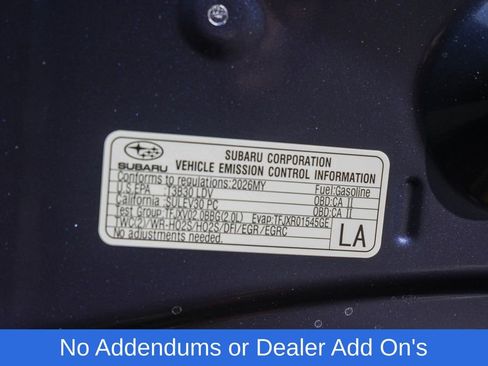 SUBARU
SUBARU CORPORATION
VEHICLE EMISSION CONTROL INFORMATION
Conforms to regulations:2026MY Fuel:Gasoline
U.S.EPA T3B30 LDV OBD:CA II
California SULEV30 PC OBD:CA II
Test Group TFJXV02.0BBG(2.0L) Evap:TFJXR01545GE
TWC(2)/WR-HO2S/HO2S/DFI/EGR/EGRC
No adjustments needed.
LA
No Addendums or Dealer Add On's